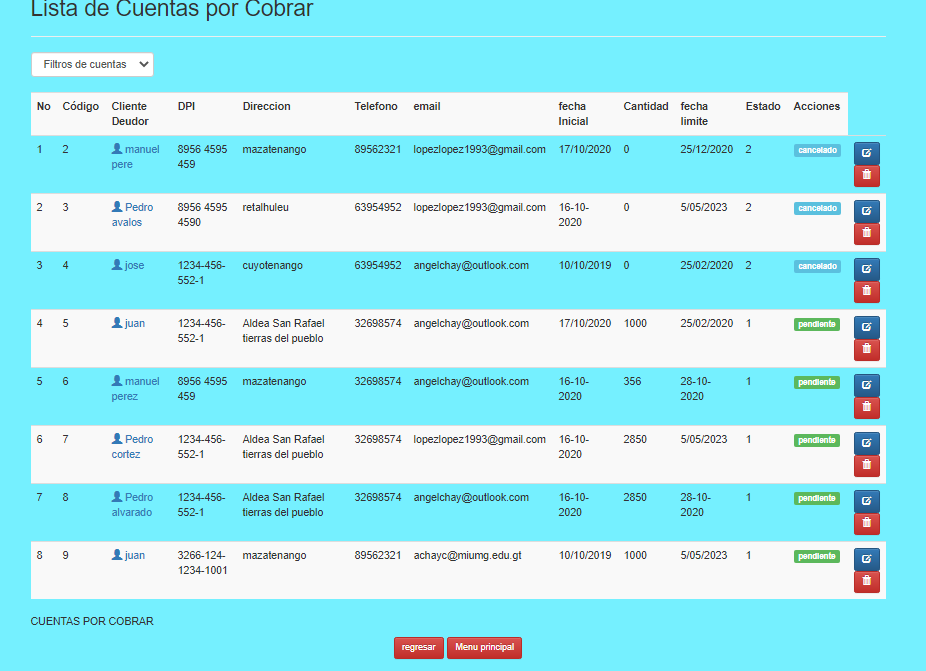 Lista de Cuentas por Cobrar
Filtros de cuentas
No Código Cliente Deudor DPI Direccion Telefono email fecha Inicial Cantidad fecha limite Estado Acciones
1 2 manuel pere 8956 4595 459 mazatenango 89562321 lopezlopez1993@gmail.com 17/10/2020 0 25/12/2020 2 cancelado
2 3 Pedro avalos 8956 4595 4590 retalhuleu 63954952 lopezlopez1993@gmail.com 16-10-2020 0 5/05/2023 2 cancelado
3 4 jose 1234-456-552-1 cuyotenango 63954952 angelchay@outlook.com 10/10/2019 0 25/02/2020 2 cancelado
4 5 juan 1234-456-552-1 Aldea San Rafael tierras del pueblo 32698574 angelchay@outlook.com 17/10/2020 1000 25/02/2020 1 pendiente
5 6 manuel perez 8956 4595 459 mazatenango 32698574 angelchay@outlook.com 16-10-2020 356 28-10-2020 1 pendiente
6 7 Pedro cortez 1234-456-552-1 Aldea San Rafael tierras del pueblo 32698574 lopezlopez1993@gmail.com 16-10-2020 2850 5/05/2023 1 pendiente
7 8 Pedro alvarado 1234-456-552-1 Aldea San Rafael tierras del pueblo 32698574 angelchay@outlook.com 16-10-2020 2850 28-10-2020 1 pendiente
8 9 juan 3266-124-1234-1001 mazatenango 89562321 achayc@miumg.edu.gt 10/10/2019 1000 5/05/2023 1 pendiente
CUENTAS POR COBRAR
regresar Menu principal